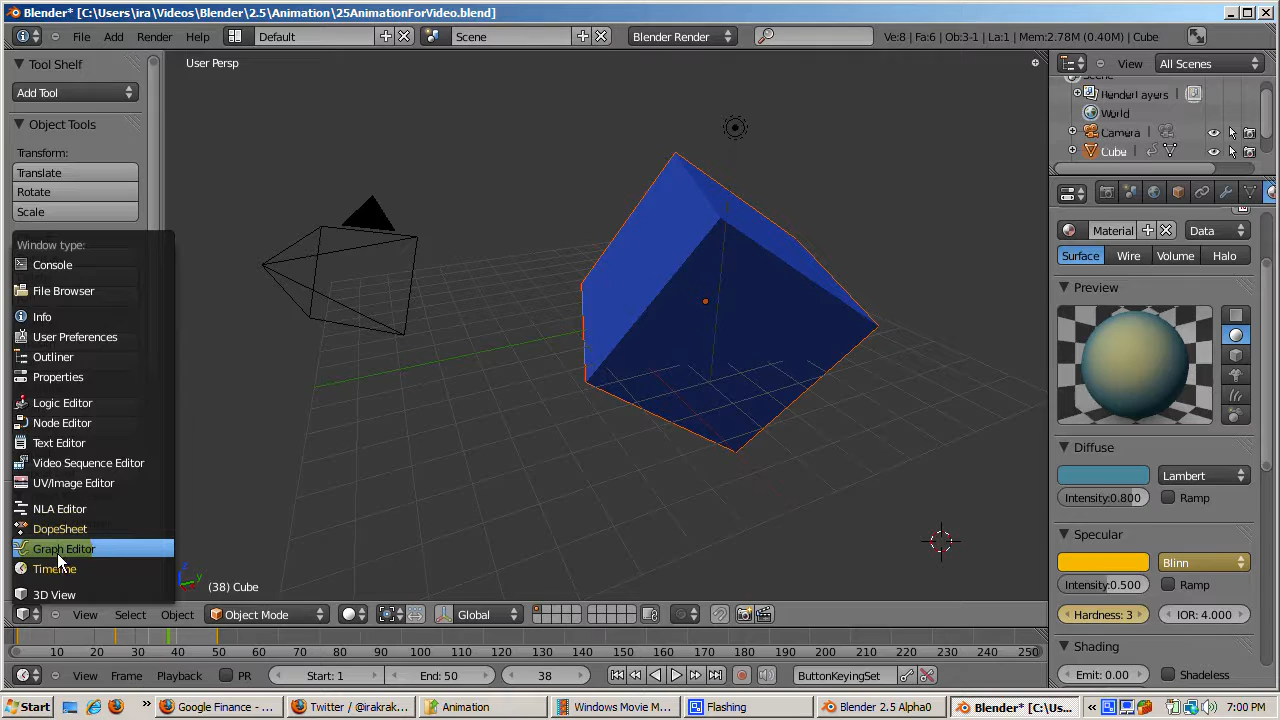 Blender* [C:\Users\ira\Videos\Blender\2.5\Animation\25AnimationForVideo.blend]
File Add Render Help Default Scene Blender Render Ve:8 | Fa:6 | Ob:3-1 | La:1 | Mem:2.78M (0.40M) | Cube
Tool Shelf
Add Tool
Object Tools
Transform:
Translate
Rotate
Scale
Window type:
Console
File Browser
Info
User Preferences
Outliner
Properties
Logic Editor
Node Editor
Text Editor
Video Sequence Editor
UV/Image Editor
NLA Editor
DopeSheet
Graph Editor
Timeline
3D View
User Persp
(38) Cube
View Select Object Object Mode Global
View All Scenes
Scene
RenderLayers
World
Camera
Cube
Material Data
Surface Wire Volume Halo
Preview
Diffuse
Lambert
Intensity:0.800 Ramp
Specular
Blinn
Intensity:0.500 Ramp
Hardness: 3 IOR: 4.000
Shading
Emit: 0.00 Shadeless
10 20 30 40 50 60 70 80 90 100 110 120 130 140 150 160 170 180 190 200 210 220 230 240 250
View Frame Playback PR Start: 1 End: 50 38 ButtonKeyingSet
Start Google Finance - ... Twitter / @rakrak... Animation Windows Movie M... Flashing Blender 2.5 Alpha0 Blender* [C:\Us... 7:00 PM